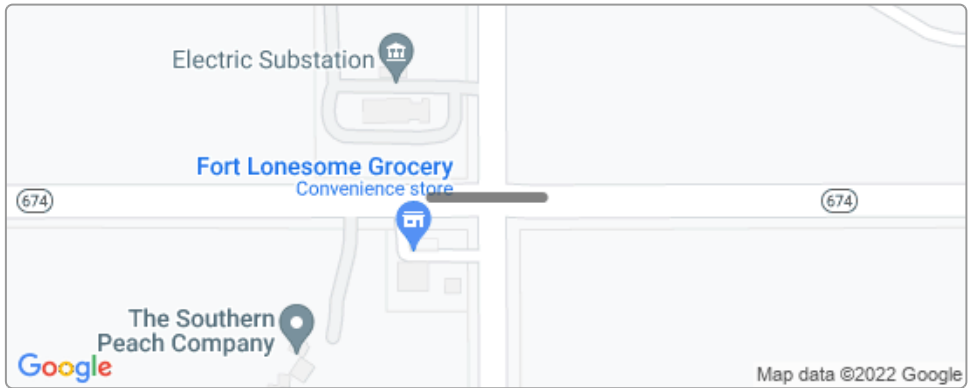 Electric Substation
Fort Lonesome Grocery
Convenience store
674
674
The Southern
Peach Company
Google
Map data ©2022 Google